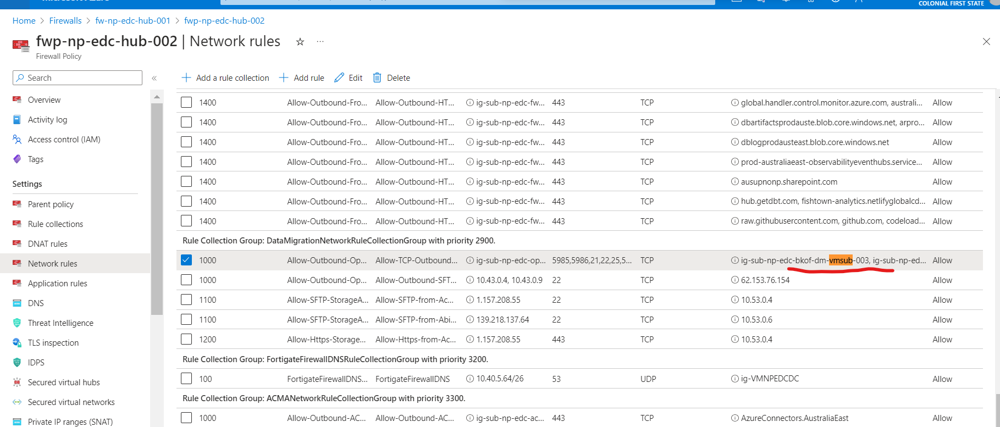 COLONIAL FIRST STATE
Home > Firewalls > fw-np-edc-hub-001 > fwp-np-edc-hub-002
fwp-np-edc-hub-002 | Network rules
Firewall Policy
Search
Overview
Activity log
Access control (IAM)
Tags
Settings
Parent policy
Rule collections
DNAT rules
Network rules
Application rules
DNS
Threat Intelligence
TLS inspection
IDPS
Secured virtual hubs
Secured virtual networks
Private IP ranges (SNAT)
Add a rule collection Add rule Edit Delete
1400 Allow-Outbound-Fro... Allow-Outbound-HT... ig-sub-np-edc-fw... 443 TCP global.handler.control.monitor.azure.com, australi... Allow
1400 Allow-Outbound-Fro... Allow-Outbound-HT... ig-sub-np-edc-fw... 443 TCP dbartifactsprodauste.blob.core.windows.net, arpro... Allow
1400 Allow-Outbound-Fro... Allow-Outbound-HT... ig-sub-np-edc-fw... 443 TCP dblogprodausteast.blob.core.windows.net Allow
1400 Allow-Outbound-Fro... Allow-Outbound-HT... ig-sub-np-edc-fw... 443 TCP prod-australiaeast-observabilityeventhubs.service... Allow
1400 Allow-Outbound-Fro... Allow-Outbound-HT... ig-sub-np-edc-fw... 443 TCP ausupnonp.sharepoint.com Allow
1400 Allow-Outbound-Fro... Allow-Outbound-HT... ig-sub-np-edc-fw... 443 TCP hub.getdbt.com, fishtown-analytics.netlifyglobalcd... Allow
1400 Allow-Outbound-Fro... Allow-Outbound-HT... ig-sub-np-edc-fw... 443 TCP raw.githubusercontent.com, github.com, codeload... Allow
Rule Collection Group: DataMigrationNetworkRuleCollectionGroup with priority 2900.
1000 Allow-Outbound-Op... Allow-TCP-Outbound... ig-sub-np-edc-op... 5985,5986,21,22,25,5... TCP ig-sub-np-edc-bkof-dm-vmsub-003, ig-sub-np-ed... Allow
1000 Allow-Outbound-Op... Allow-Outbound-SFT... 10.43.0.4, 10.43.0.9 22 TCP 62.153.76.154 Allow
1100 Allow-SFTP-StorageA... Allow-SFTP-from-Ac... 1.157.208.55 22 TCP 10.53.0.4 Allow
1100 Allow-SFTP-StorageA... Allow-SFTP-from-Abi... 139.218.137.64 22 TCP 10.53.0.6 Allow
1200 Allow-Https-Storage... Allow-Https-from-Ac... 1.157.208.55 443 TCP 10.53.0.4 Allow
Rule Collection Group: FortigateFirewallDNSRuleCollectionGroup with priority 3200.
100 FortigateFirewallDNS... FortigateFirewallDNS 10.40.5.64/26 53 UDP ig-VMNPEDCDC Allow
Rule Collection Group: ACMANetworkRuleCollectionGroup with priority 3300.
1000 Allow-Outbound-AC... Allow-Outbound-AC... ig-sub-np-edc-ac... 443 TCP AzureConnectors.AustraliaEast Allow